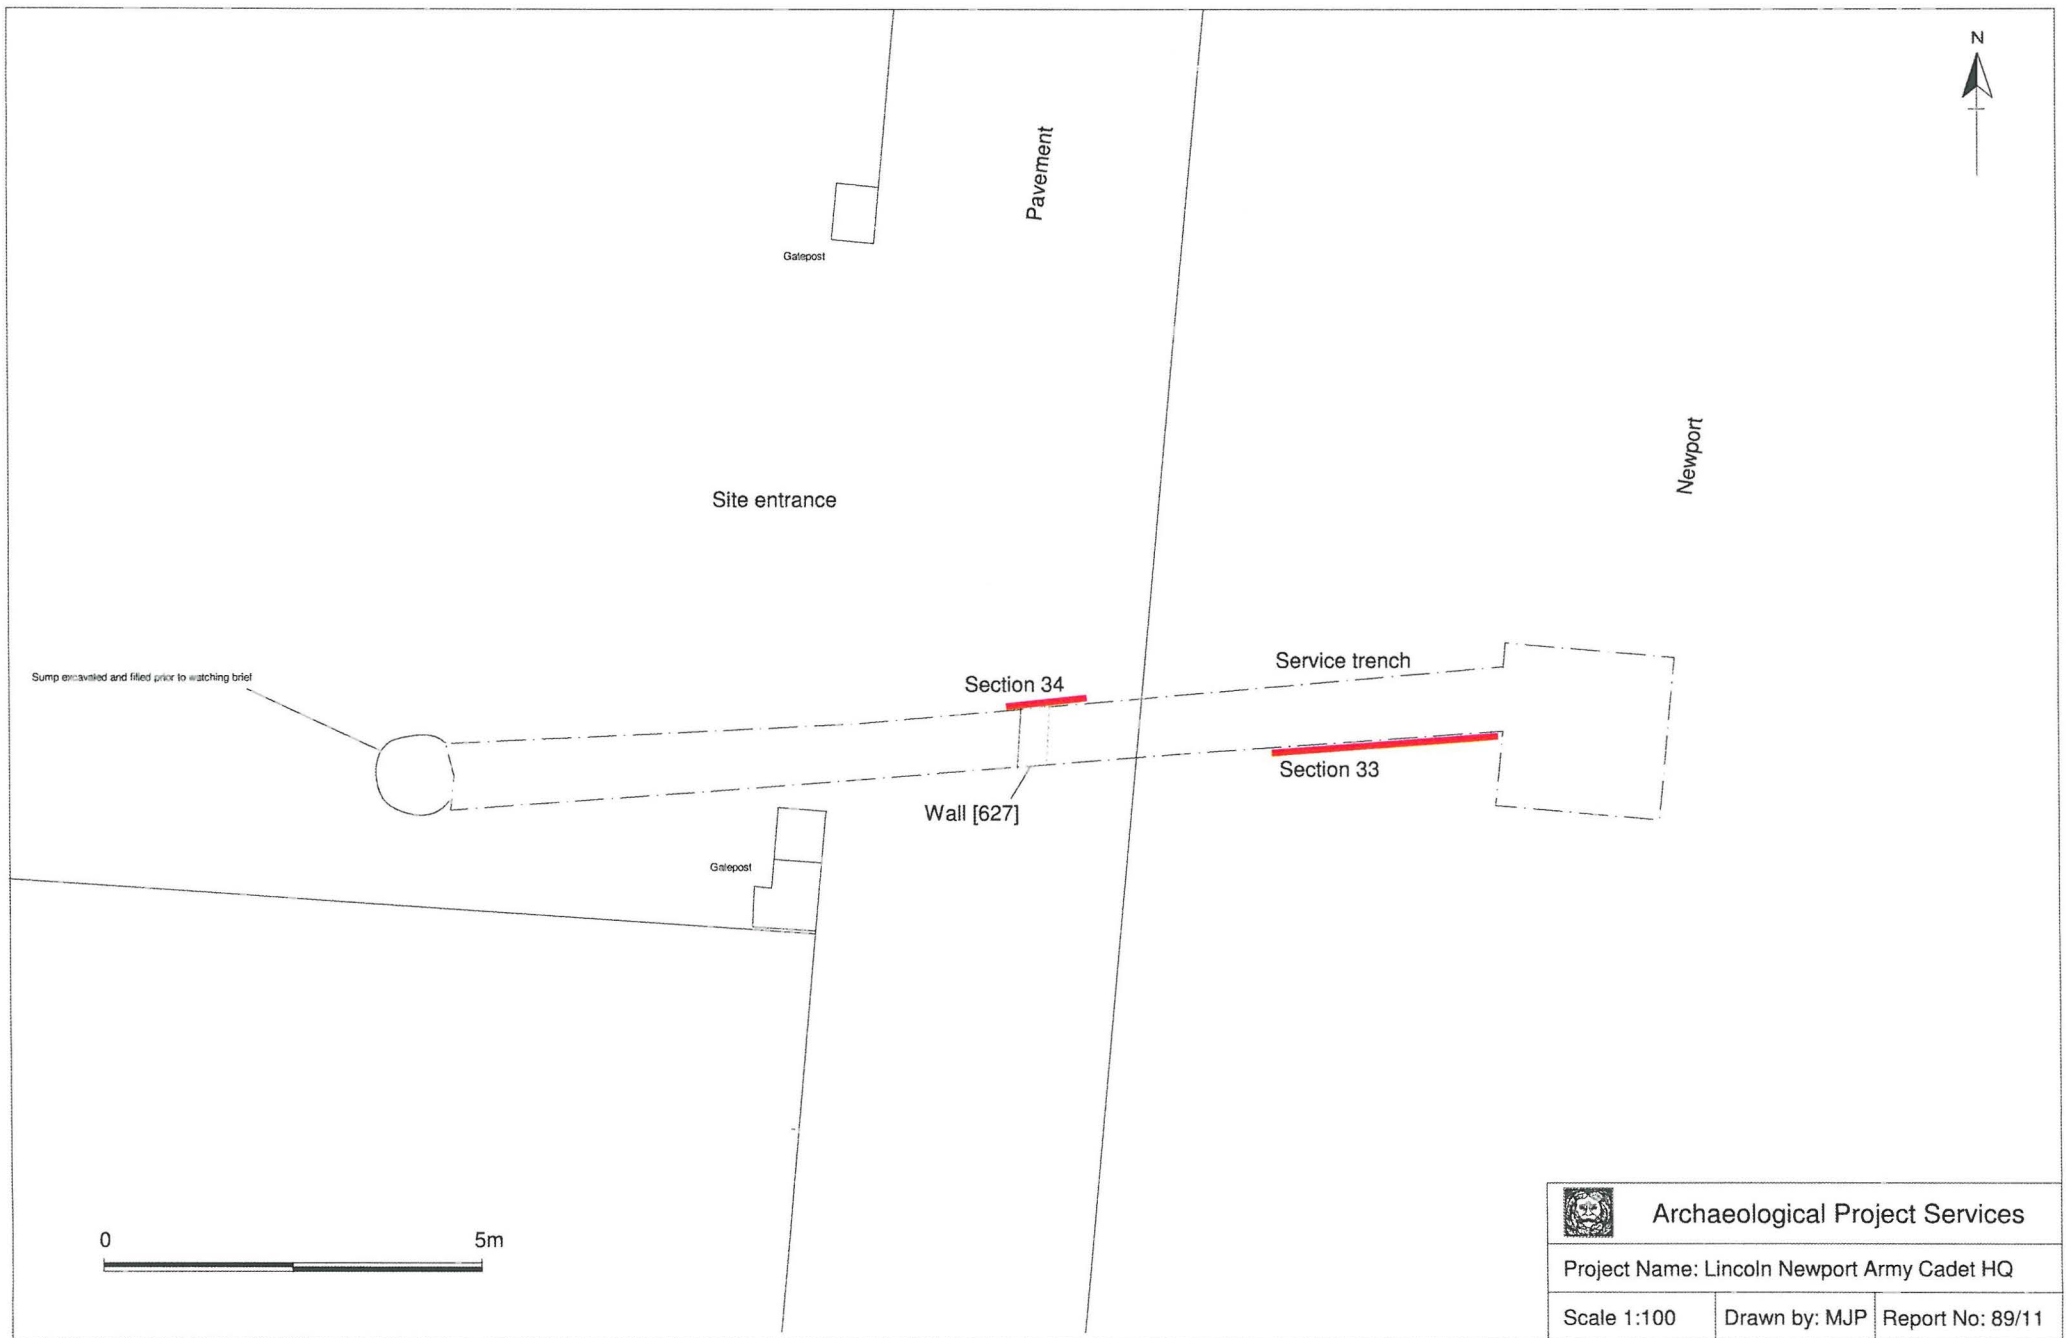 N
Pavement
Gatepost
Newport
Site entrance
Service trench
Sump excavated and filled prior to watching brief
Section 34
Section 33
Wall [627]
Gatepost
0 5m
Archaeological Project Services
Project Name: Lincoln Newport Army Cadet HQ
Scale 1:100 Drawn by: MJP Report No: 89/11